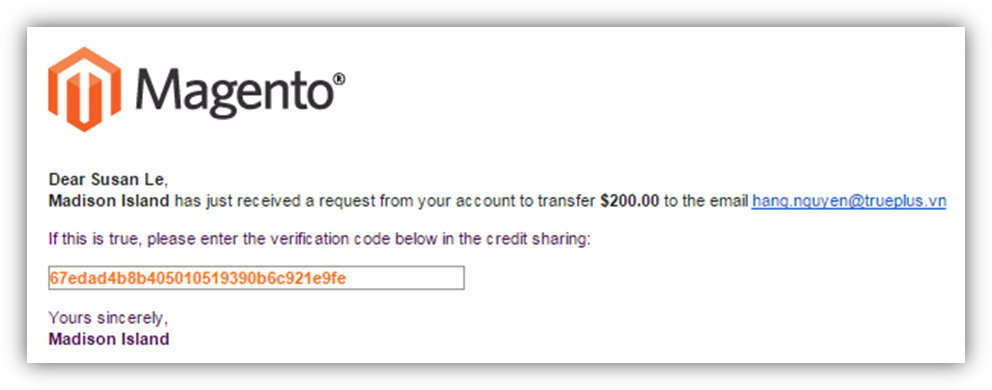 Magento®
Dear Susan Le,
Madison Island has just received a request from your account to transfer $200.00 to the email hang.nguyen@trueplus.vn
If this is true, please enter the verification code below in the credit sharing:
67edad4b8b405010519390b6c921e9fe
Yours sincerely,
Madison Island